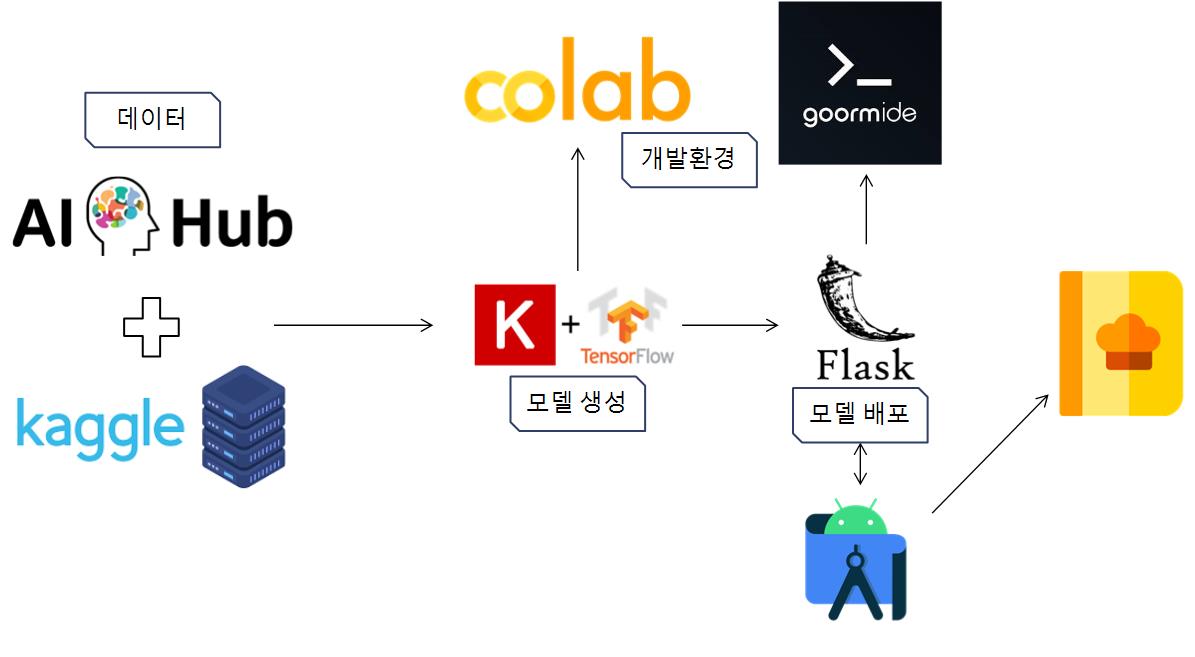 데이터
AI Hub
kaggle
colab
개발환경
>_
goormide
K + TF
TensorFlow
모델 생성
Flask
모델 배포